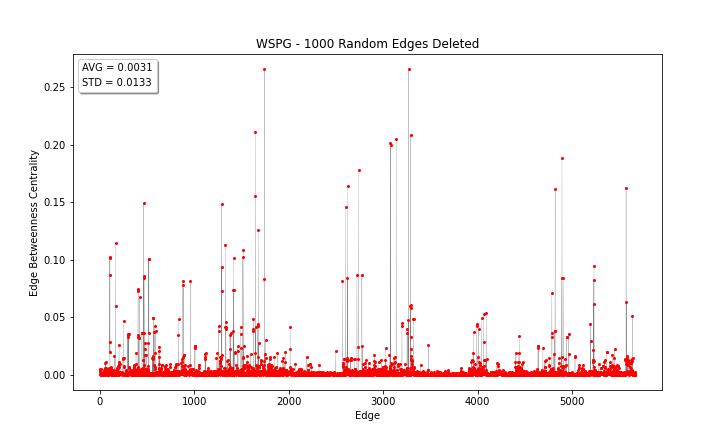 WSPG - 1000 Random Edges Deleted
AVG = 0.0031
STD = 0.0133
Edge Betweenness Centrality
0.25
0.20
0.15
0.10
0.05
0.00
0 1000 2000 3000 4000 5000
Edge